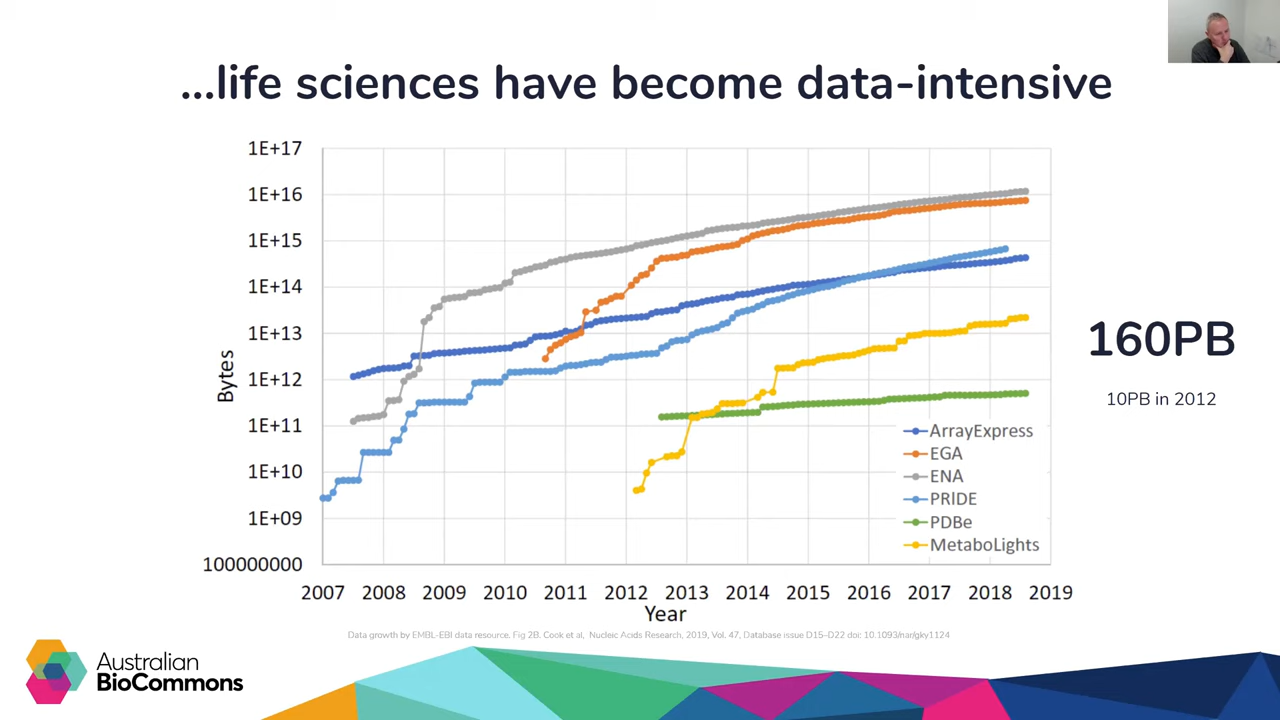 ...life sciences have become data-intensive
1E+17
1E+16
1E+15
1E+14
1E+13
1E+12
1E+11
1E+10
1E+09
100000000
Bytes
2007 2008 2009 2010 2011 2012 2013 2014 2015 2016 2017 2018 2019
Year
ArrayExpress
EGA
ENA
PRIDE
PDBe
MetaboLights
160PB
10PB in 2012
Data growth by EMBL-EBI data resource. Fig 2B. Cook et al, Nucleic Acids Research, 2019, Vol. 47, Database issue D15–D22 doi: 10.1093/nar/gky1124
Australian
BioCommons